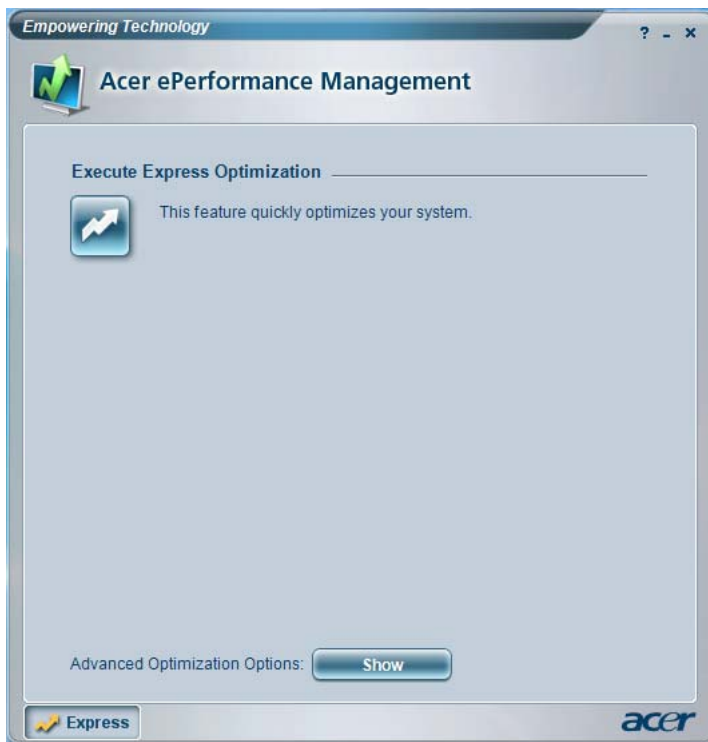 Empowering Technology
? - x
Acer ePerformance Management
Execute Express Optimization
This feature quickly optimizes your system.
Advanced Optimization Options: Show
Express
acer